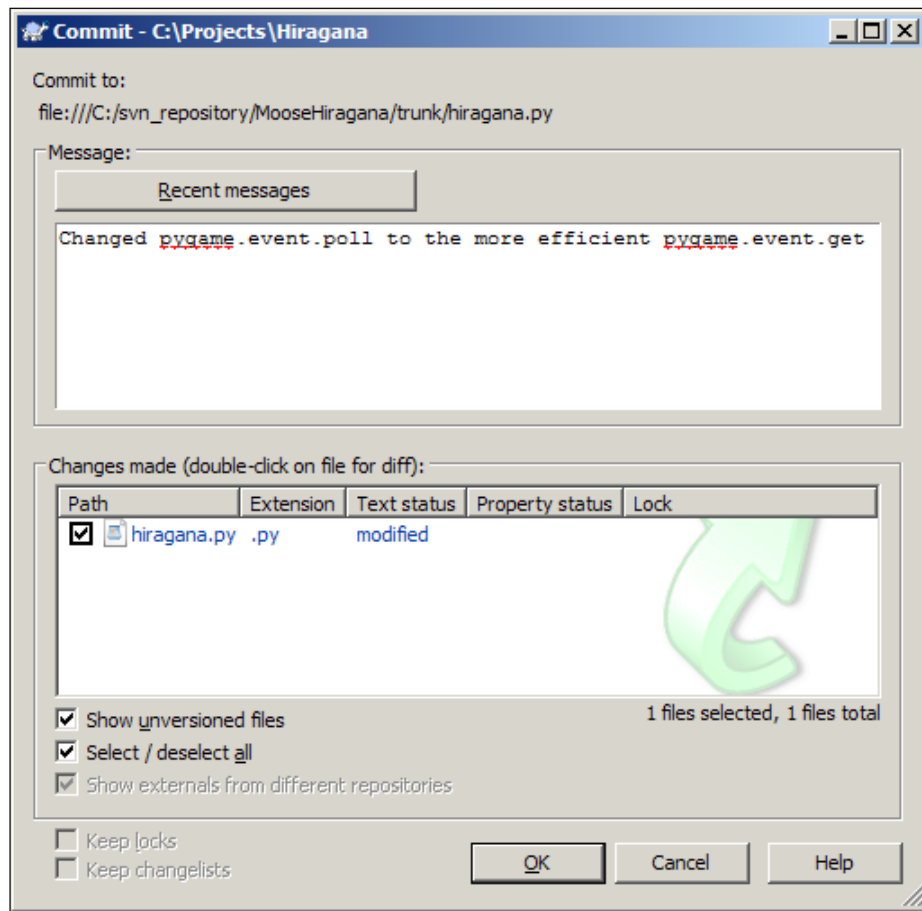 Commit - C:\Projects\Hiragana
Commit to:
file:///C:/svn_repository/MooseHiragana/trunk/hiragana.py
Message:
Recent messages
Changed pygame.event.poll to the more efficient pygame.event.get
Changes made (double-click on file for diff):
Path Extension Text status Property status Lock
hiragana.py .py modified
Show unversioned files 1 files selected, 1 files total
Select / deselect all
Show externals from different repositories
Keep locks
Keep changelists
OK Cancel Help